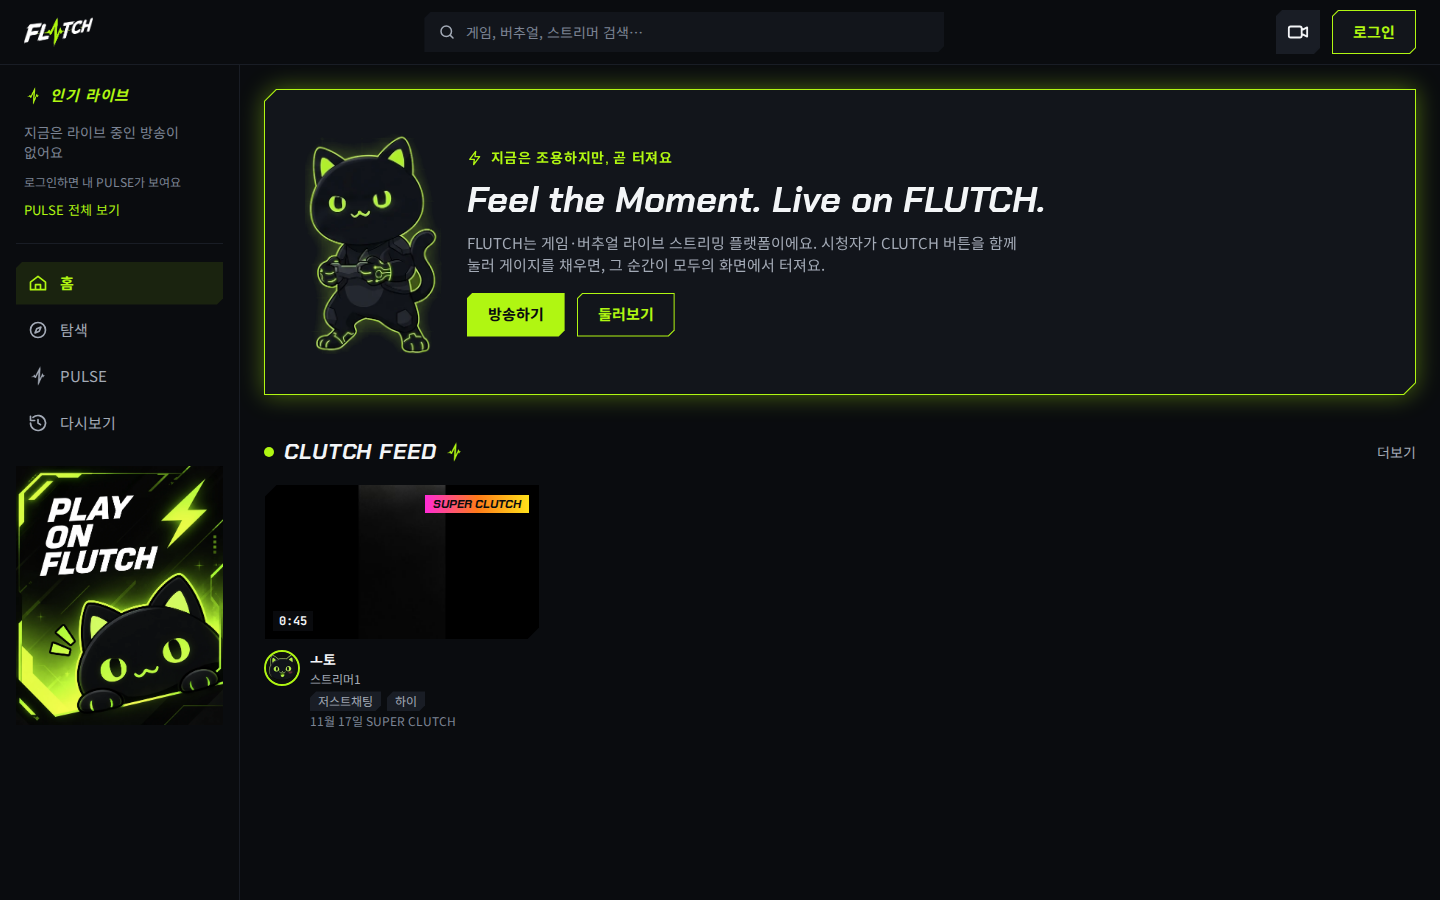 FLUTCH
게임, 버추얼, 스트리머 검색···
로그인
인기 라이브
지금은 라이브 중인 방송이
없어요
로그인하면 내 PULSE가 보여요
PULSE 전체 보기
홈
탐색
PULSE
다시보기
PLAY
ON
FLUTCH
지금은 조용하지만, 곧 터져요
Feel the Moment. Live on FLUTCH.
FLUTCH는 게임·버추얼 라이브 스트리밍 플랫폼이에요. 시청자가 CLUTCH 버튼을 함께
눌러 게이지를 채우면, 그 순간이 모두의 화면에서 터져요.
방송하기
둘러보기
CLUTCH FEED
더보기
SUPER CLUTCH
0:45
ㅗ토
스트리머1
저스트채팅
하이
11월 17일 SUPER CLUTCH